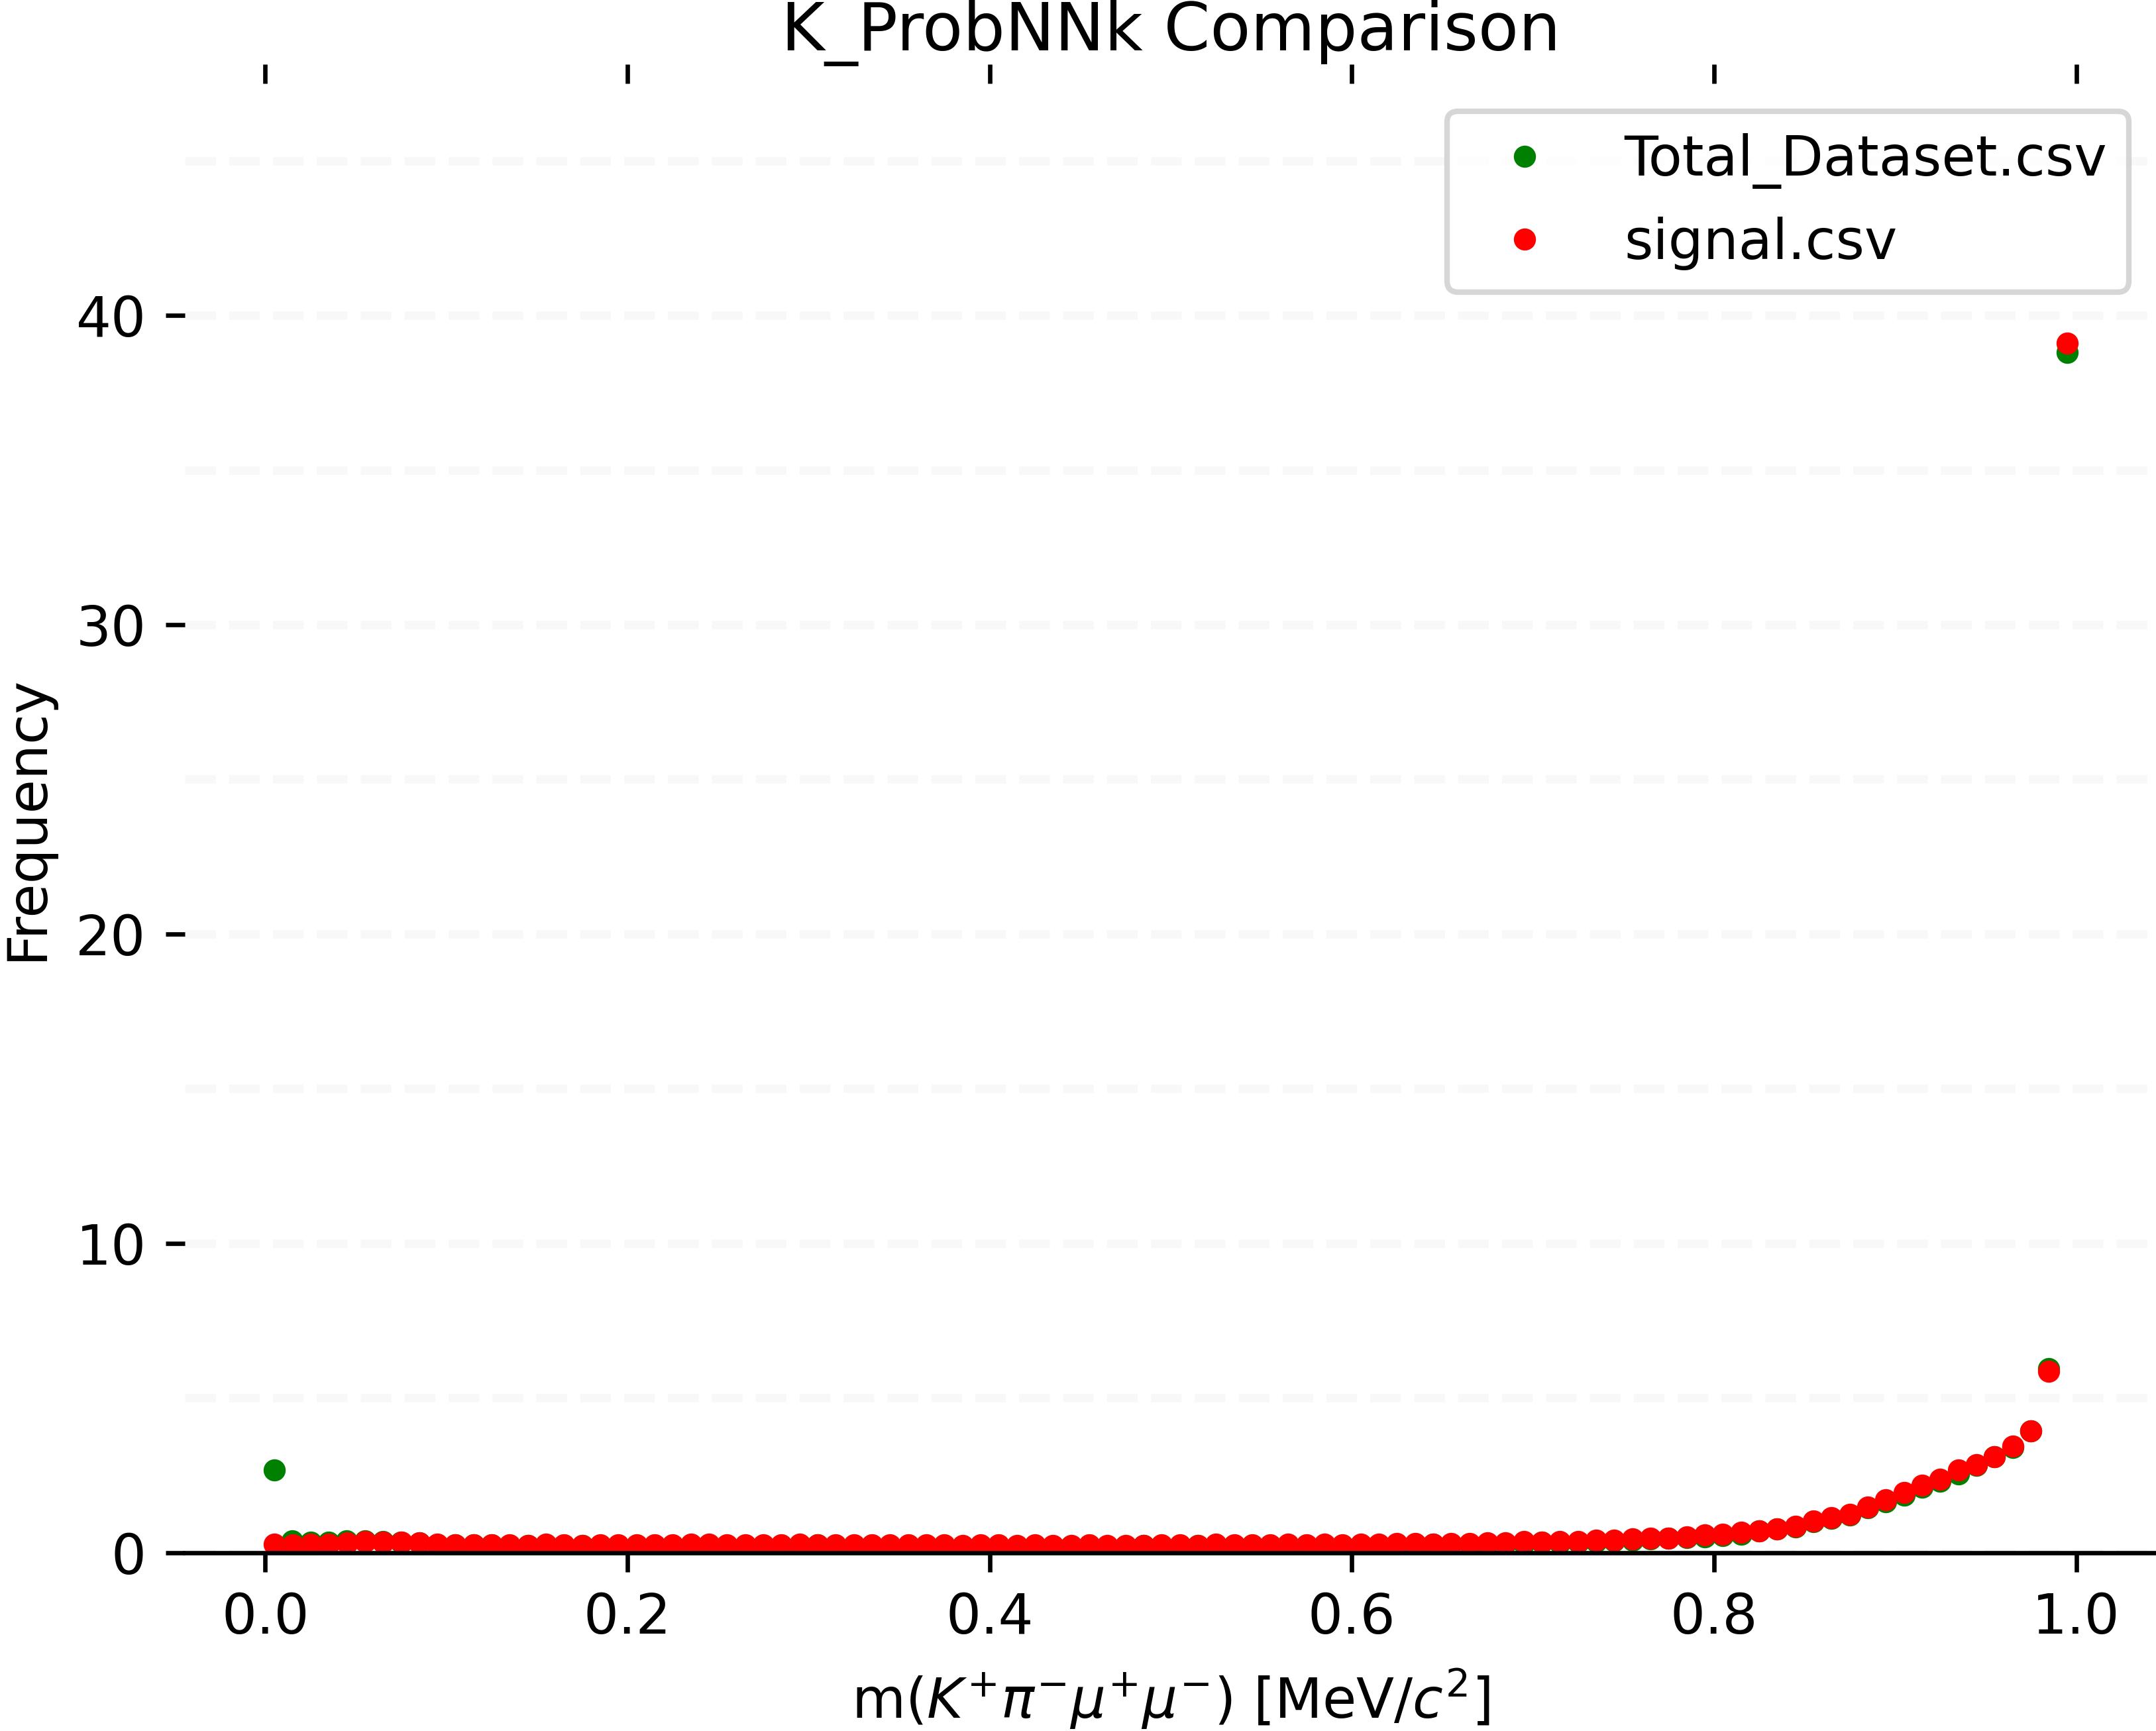 K_ProbNNk Comparison
Total_Dataset.csv
signal.csv
Frequency
40
30
20
10
0
0.0 0.2 0.4 0.6 0.8 1.0
m(K⁺π⁻μ⁺μ⁻) [MeV/c²]